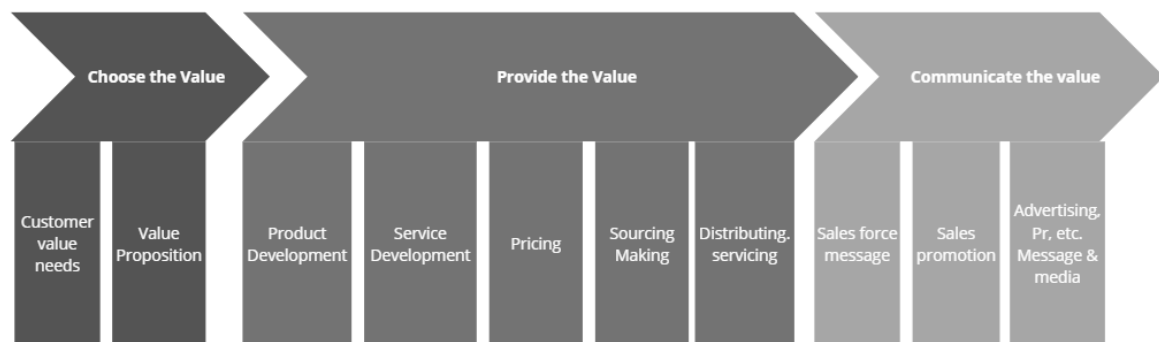 Choose the Value
Provide the Value
Communicate the value
Customer
value
needs
Value
Proposition
Product
Development
Service
Development
Pricing
Sourcing
Making
Distributing.
servicing
Sales force
message
Sales
promotion
Advertising,
Pr, etc.
Message &
media